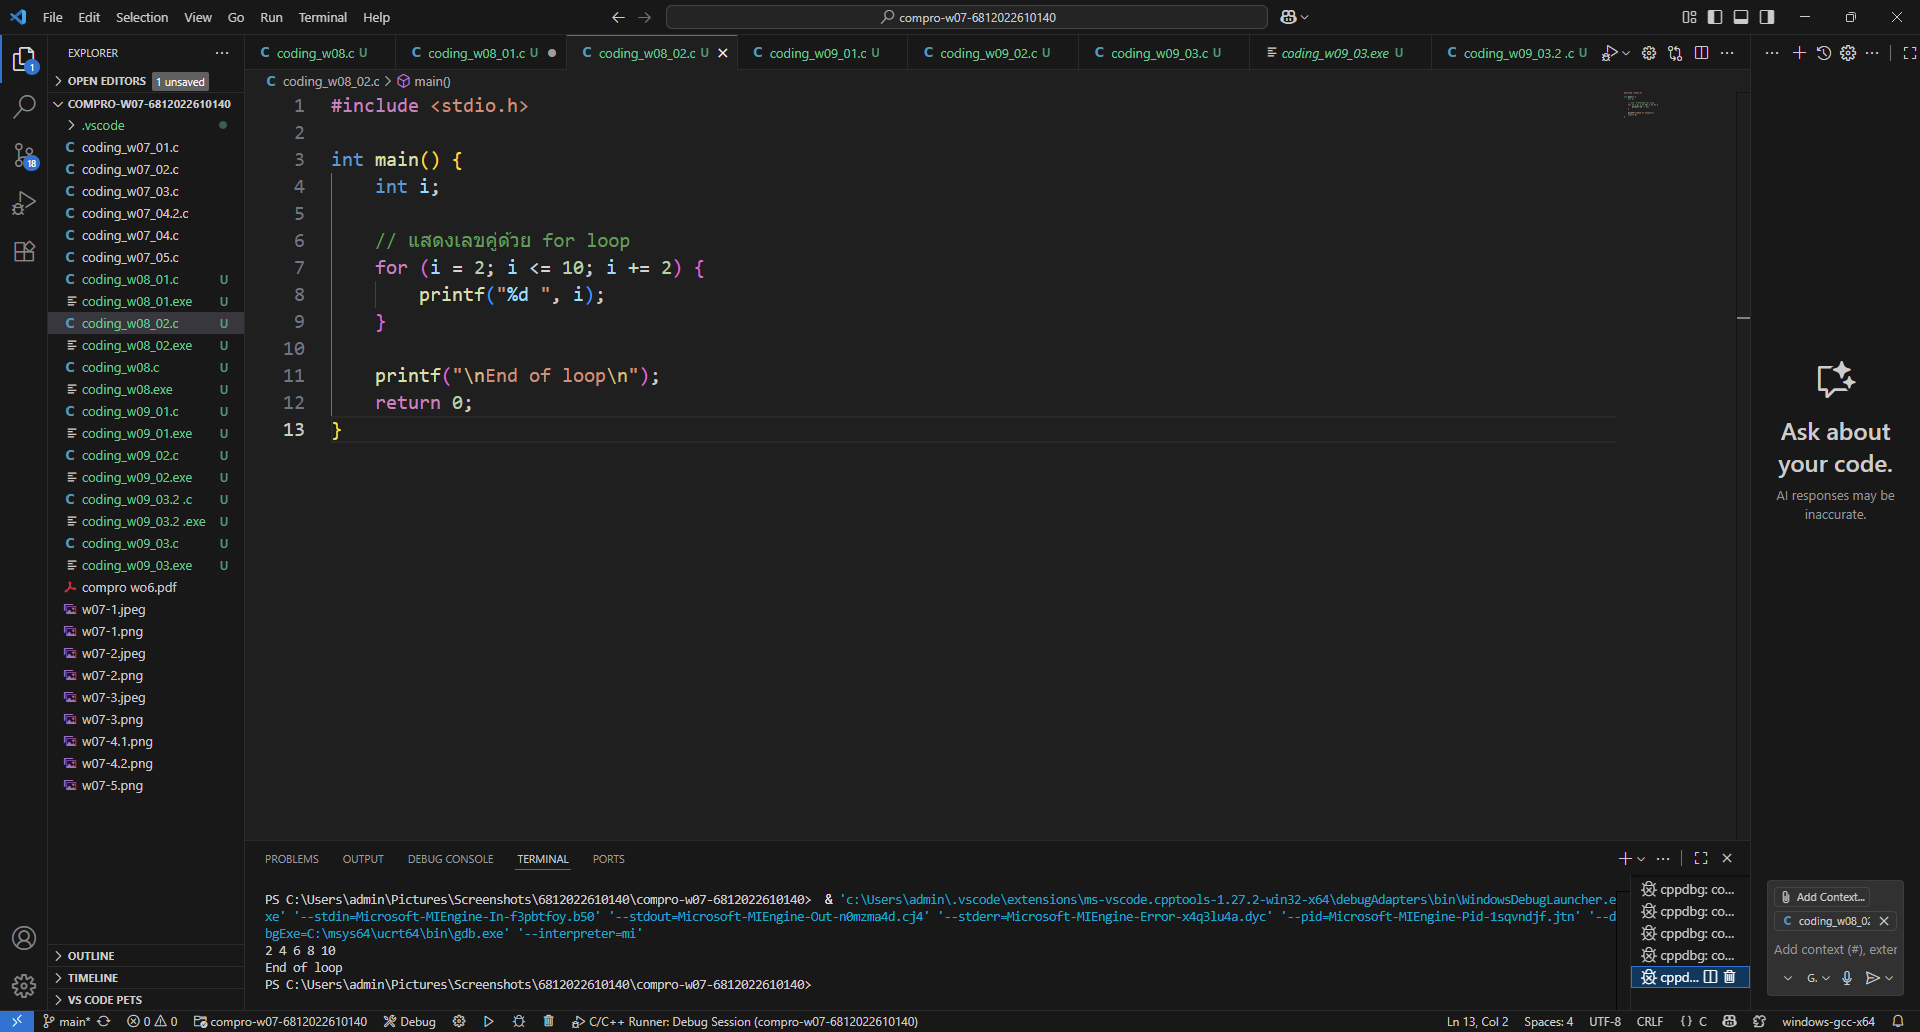 File Edit Selection View Go Run Terminal Help
compro-w07-6812022610140
EXPLORER
OPEN EDITORS 1 unsaved
COMPRO-W07-6812022610140
.vscode
coding_w07_01.c
coding_w07_02.c
coding_w07_03.c
coding_w07_04.2.c
coding_w07_04.c
coding_w07_05.c
coding_w08_01.c U
coding_w08_01.exe U
coding_w08_02.c U
coding_w08_02.exe U
coding_w08.c U
coding_w08.exe U
coding_w09_01.c U
coding_w09_01.exe U
coding_w09_02.c U
coding_w09_02.exe U
coding_w09_03.2 .c U
coding_w09_03.2 .exe U
coding_w09_03.c U
coding_w09_03.exe U
compro wo6.pdf
w07-1.jpeg
w07-1.png
w07-2.jpeg
w07-2.png
w07-3.jpeg
w07-3.png
w07-4.1.png
w07-4.2.png
w07-5.png
OUTLINE
TIMELINE
VS CODE PETS
coding_w08.c U coding_w08_01.c U coding_w08_02.c U coding_w09_01.c U coding_w09_02.c U coding_w09_03.c U coding_w09_03.exe U coding_w09_03.2 .c U
coding_w08_02.c > main()
1 #include <stdio.h>
2
3 int main() {
4 int i;
5
6 // แสดงเลขคู่ด้วย for loop
7 for (i = 2; i <= 10; i += 2) {
8 printf("%d ", i);
9 }
10
11 printf("\nEnd of loop\n");
12 return 0;
13 }
PROBLEMS OUTPUT DEBUG CONSOLE TERMINAL PORTS
PS C:\Users\admin\Pictures\Screenshots\6812022610140\compro-w07-6812022610140> & 'c:\Users\admin\.vscode\extensions\ms-vscode.cpptools-1.27.2-win32-x64\debugAdapters\bin\WindowsDebugLauncher.e
xe' '--stdin=Microsoft-MIEngine-In-f3pbtfoy.b50' '--stdout=Microsoft-MIEngine-Out-n0mzma4d.cj4' '--stderr=Microsoft-MIEngine-Error-x4q3lu4a.dyc' '--pid=Microsoft-MIEngine-Pid-1sqvndjf.jtn' '--d
bgExe=C:\msys64\ucrt64\bin\gdb.exe' '--interpreter=mi'
2 4 6 8 10
End of loop
PS C:\Users\admin\Pictures\Screenshots\6812022610140\compro-w07-6812022610140>
cppdbg: co...
cppdbg: co...
cppdbg: co...
cppdbg: co...
cppd...
Ask about
your code.
AI responses may be
inaccurate.
Add Context...
coding_w08_02
Add context (#), exter
G.
1
18
main* 0 0 compro-w07-6812022610140 Debug C/C++ Runner: Debug Session (compro-w07-6812022610140)
Ln 13, Col 2 Spaces: 4 UTF-8 CRLF {} C windows-gcc-x64